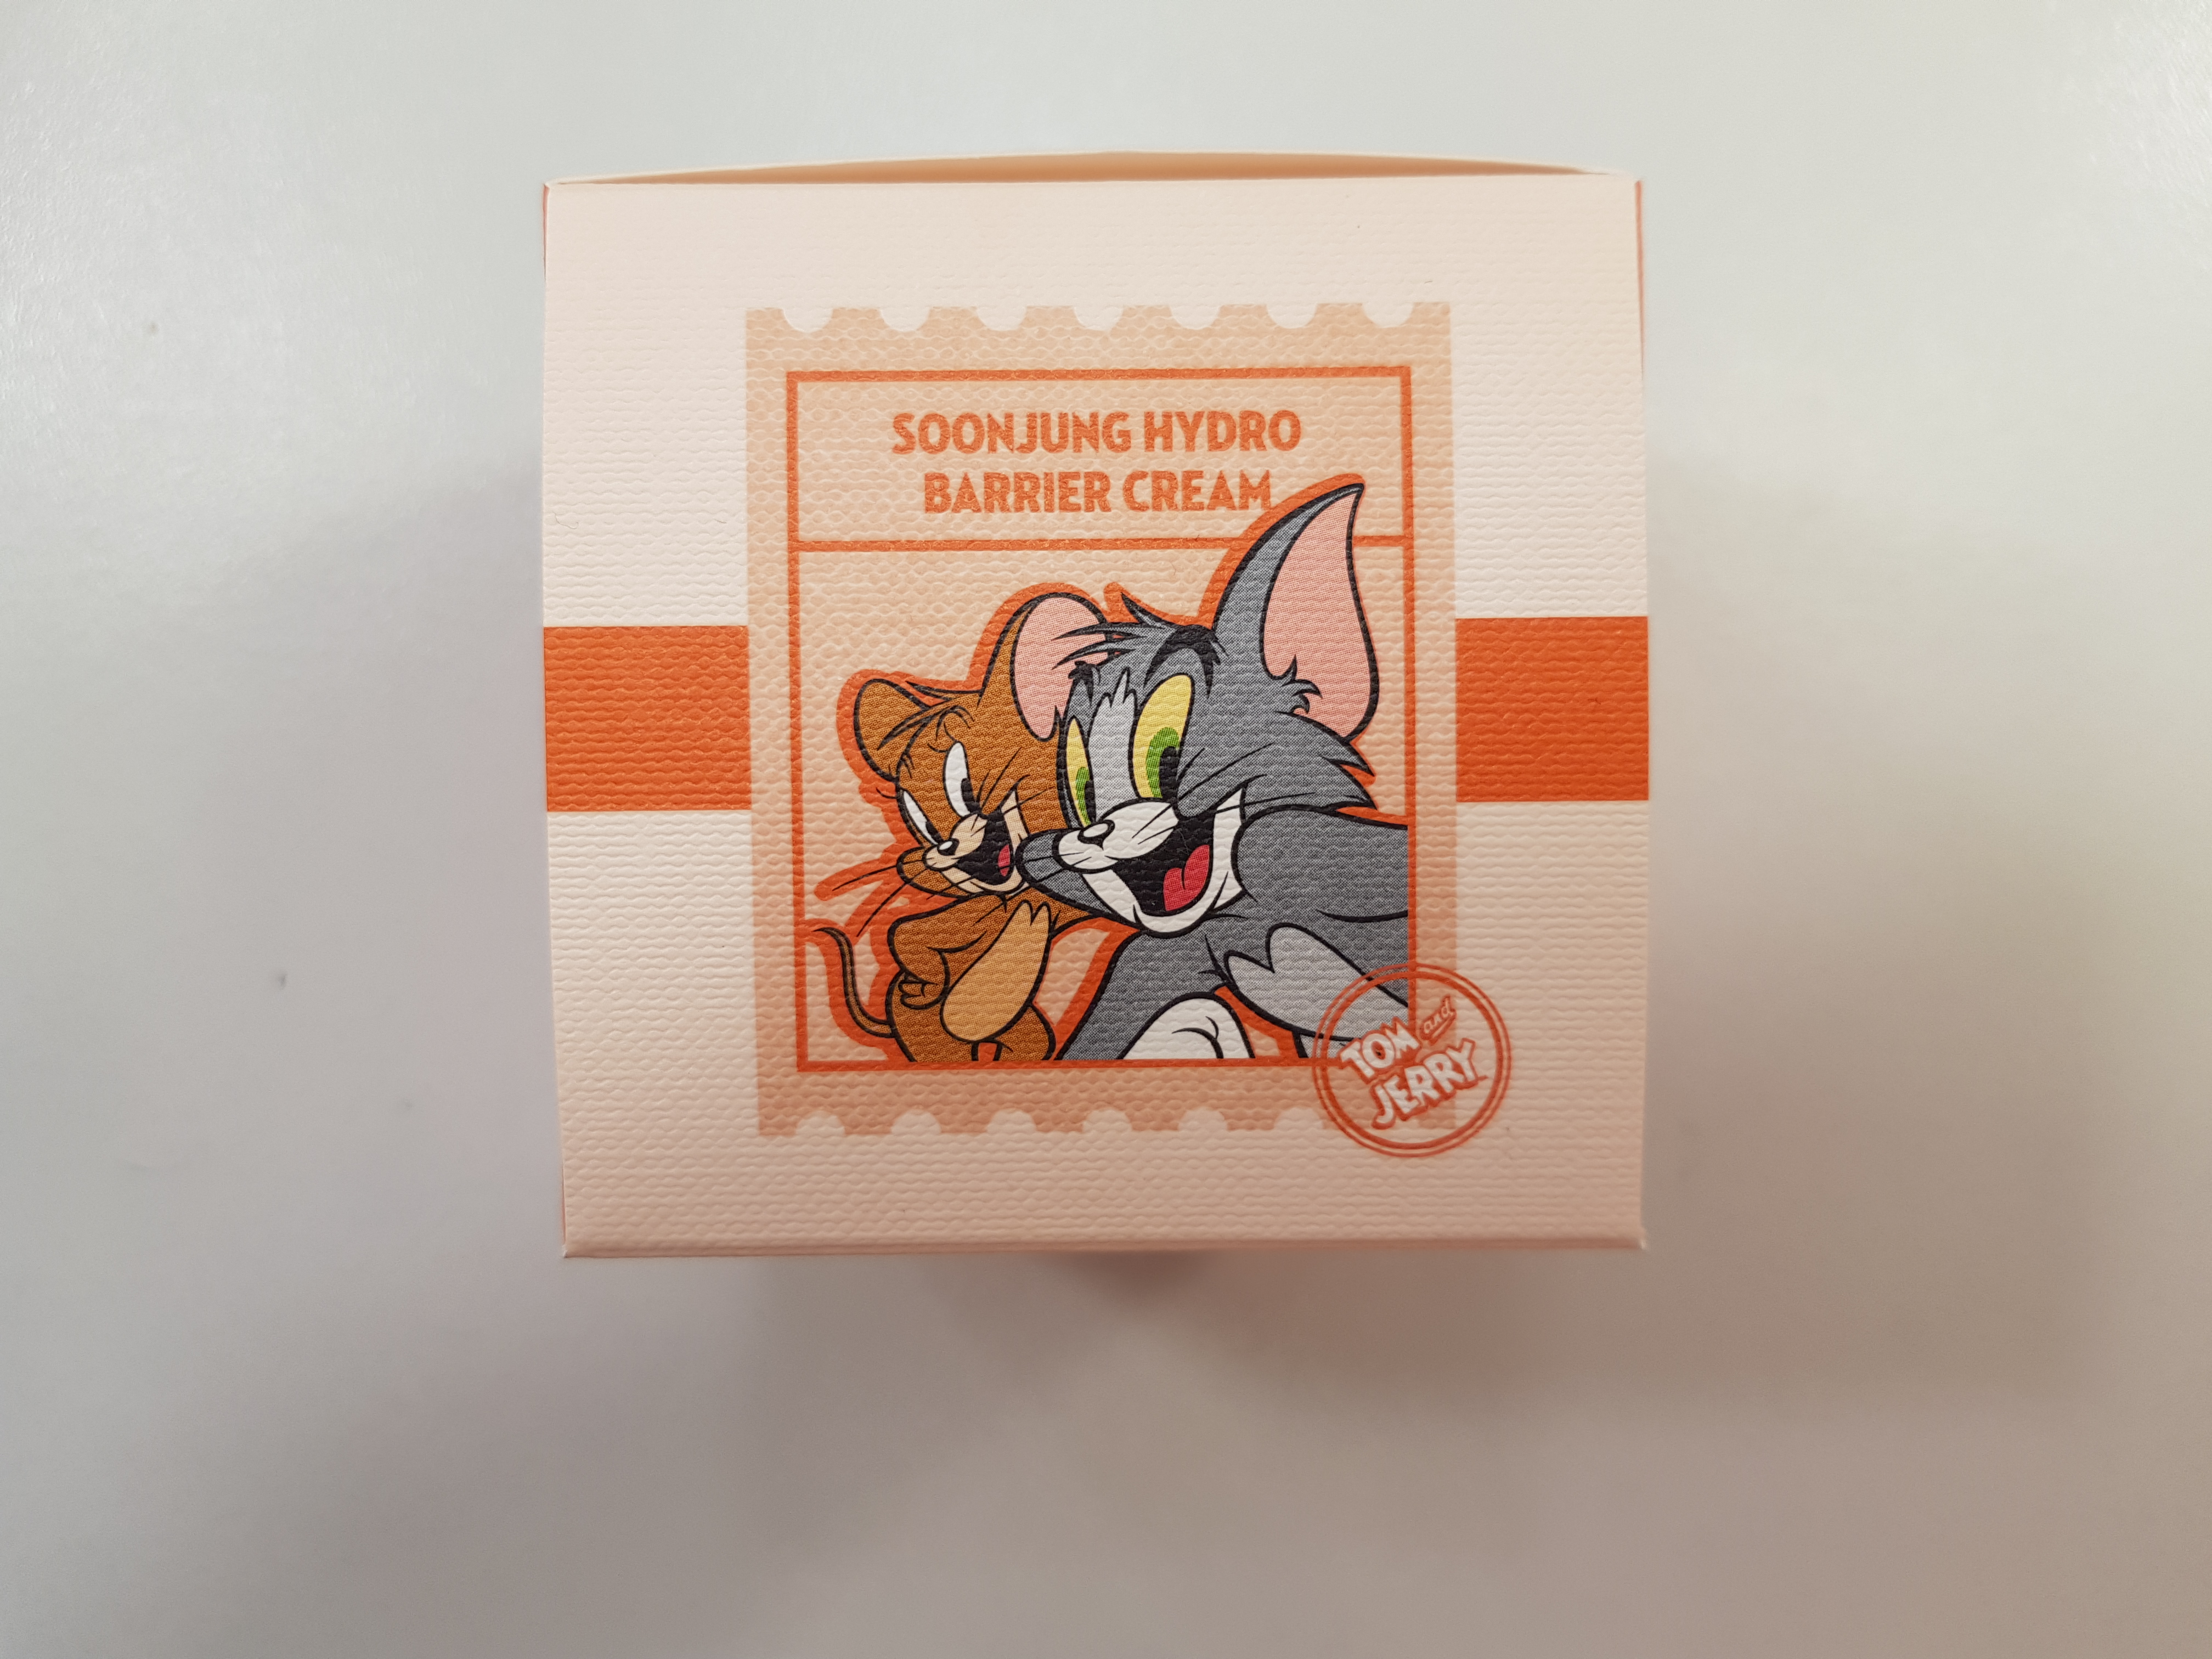 SOONJUNG HYDRO
BARRIER CREAM
TOM and
JERRY